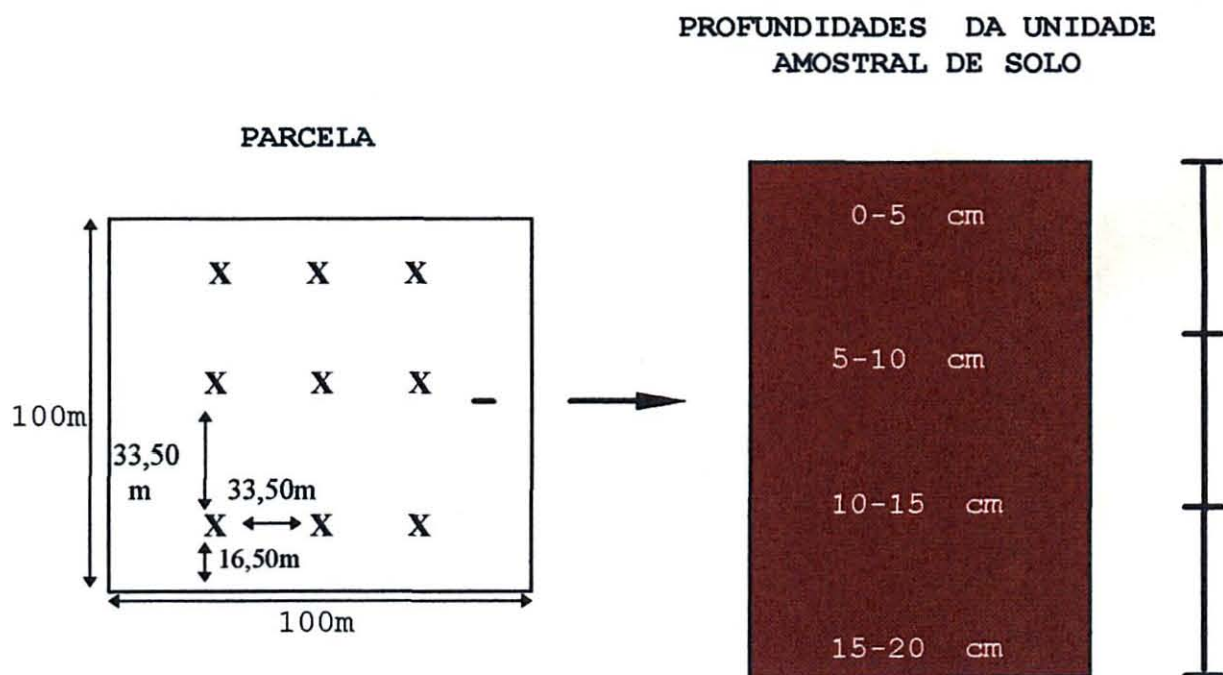 PROFUNDIDADES DA UNIDADE
AMOSTRAL DE SOLO
PARCELA
X X X
X X X
100m
33,50
m
33,50m
X X X
16,50m
100m
0-5 cm
5-10 cm
10-15 cm
15-20 cm